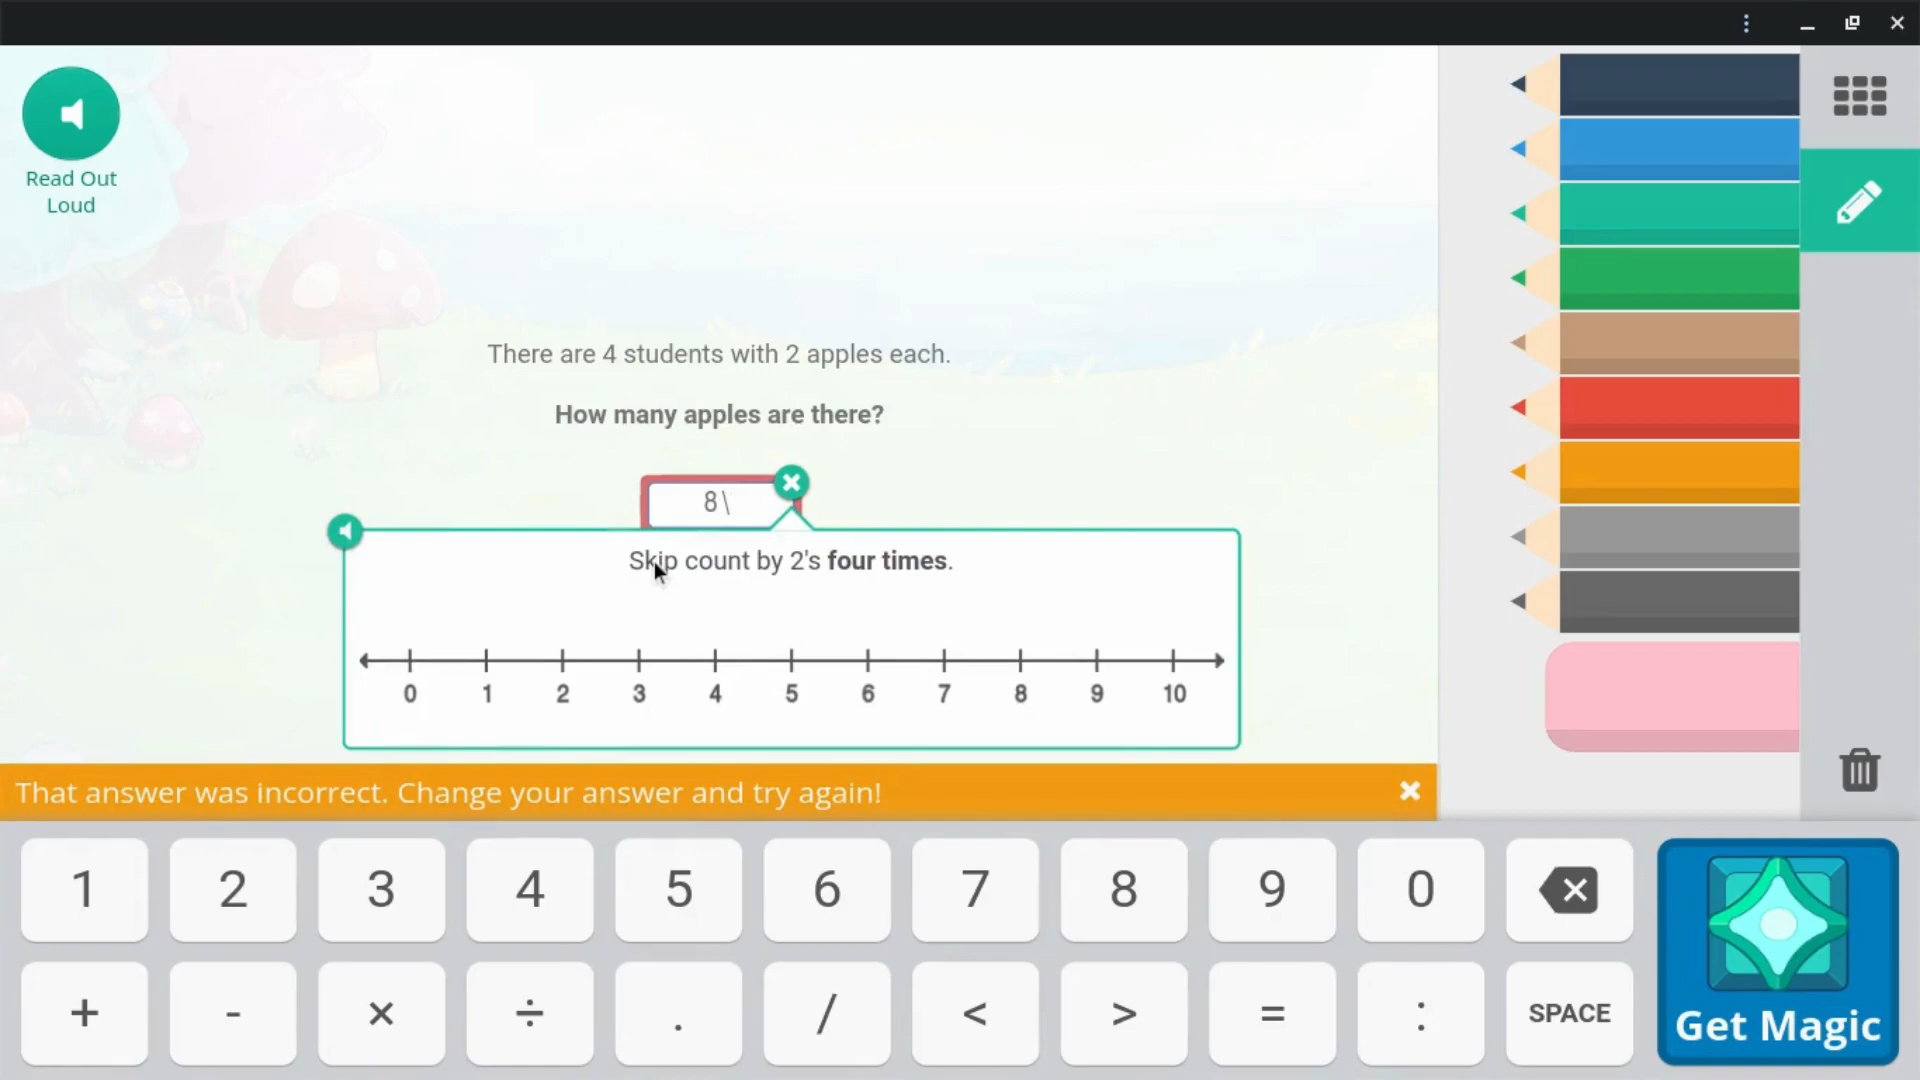 Read Out
Loud
There are 4 students with 2 apples each.
How many apples are there?
8\
Skip count by 2's four times.
0 1 2 3 4 5 6 7 8 9 10
That answer was incorrect. Change your answer and try again!
1 2 3 4 5 6 7 8 9 0
+ - × ÷ . / < > = : SPACE
Get Magic